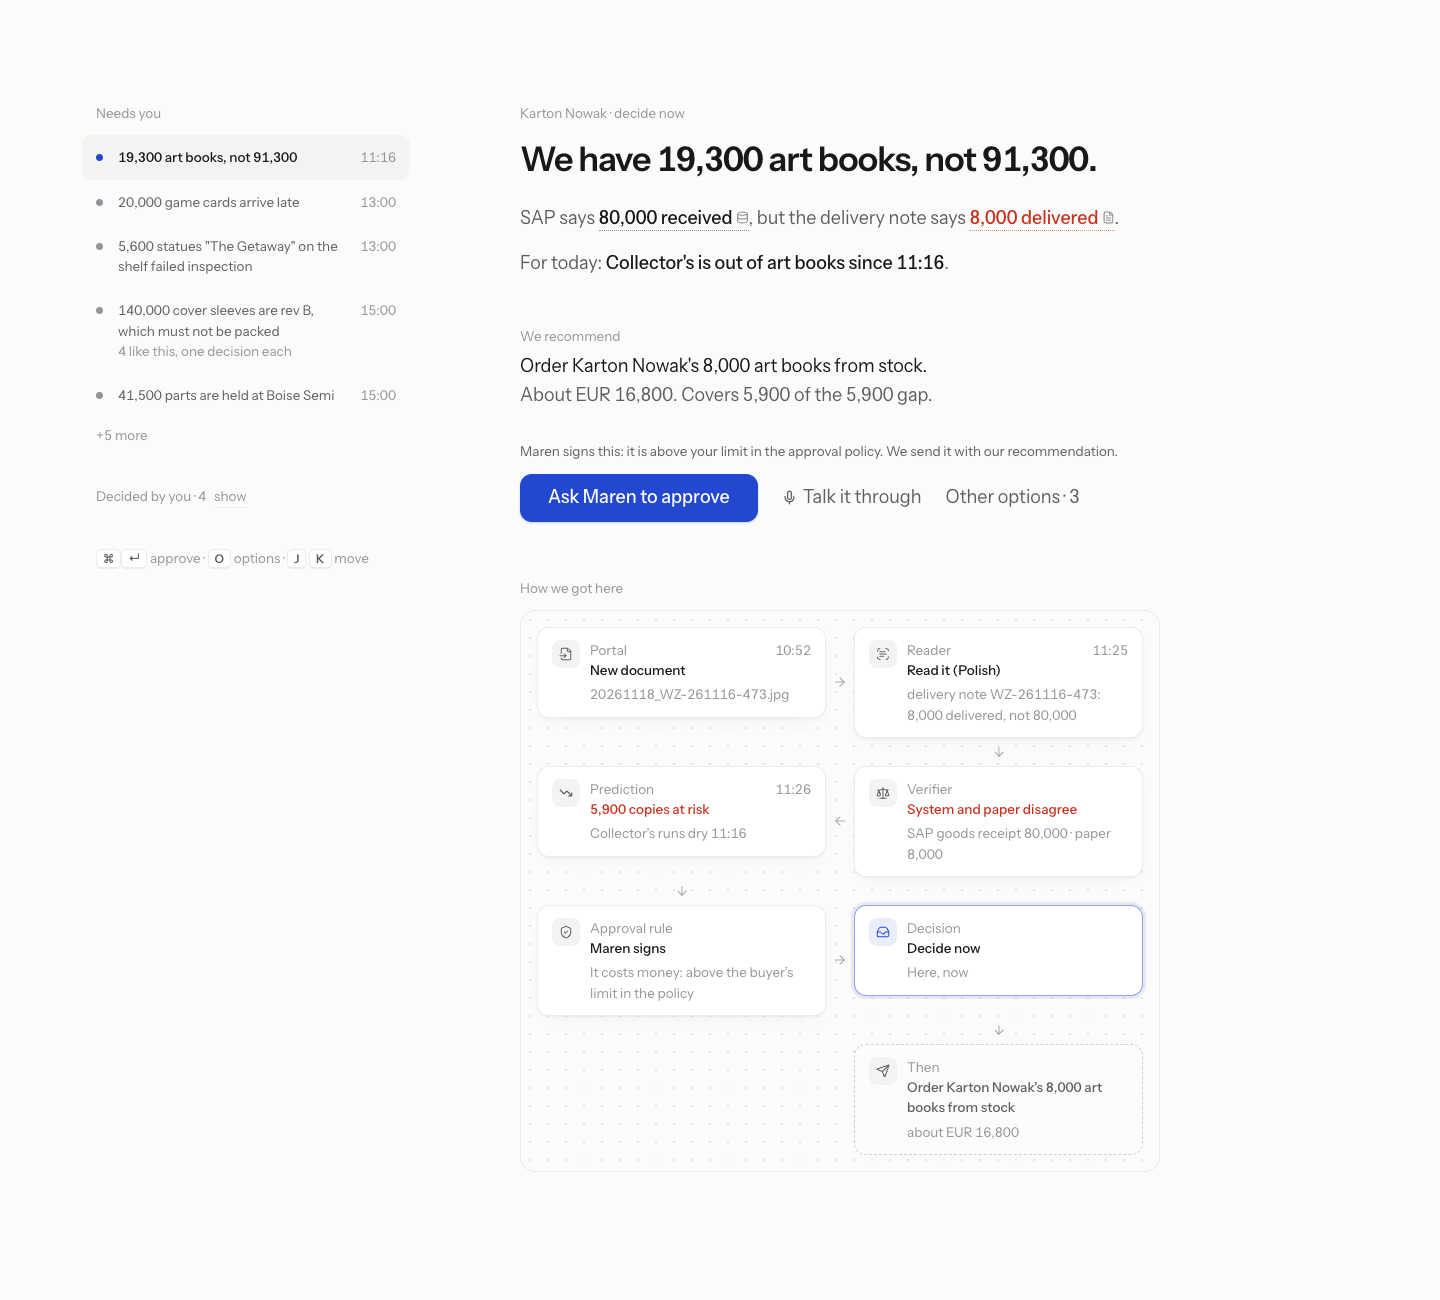 Needs you
19,300 art books, not 91,300 11:16
20,000 game cards arrive late 13:00
5,600 statues "The Getaway" on the 13:00
shelf failed inspection
140,000 cover sleeves are rev B, 15:00
which must not be packed
4 like this, one decision each
41,500 parts are held at Boise Semi 15:00
+5 more
Decided by you · 4 show
⌘ ↵ approve · O options · J K move
Karton Nowak · decide now
We have 19,300 art books, not 91,300.
SAP says 80,000 received, but the delivery note says 8,000 delivered.
For today: Collector's is out of art books since 11:16.
We recommend
Order Karton Nowak's 8,000 art books from stock.
About EUR 16,800. Covers 5,900 of the 5,900 gap.
Maren signs this: it is above your limit in the approval policy. We send it with our recommendation.
Ask Maren to approve Talk it through Other options · 3
How we got here
Portal 10:52
New document
20261118_WZ-261116-473.jpg
Reader 11:25
Read it (Polish)
delivery note WZ-261116-473:
8,000 delivered, not 80,000
Prediction 11:26
5,900 copies at risk
Collector's runs dry 11:16
Verifier
System and paper disagree
SAP goods receipt 80,000 · paper
8,000
Approval rule
Maren signs
It costs money: above the buyer's
limit in the policy
Decision
Decide now
Here, now
Then
Order Karton Nowak's 8,000 art
books from stock
about EUR 16,800